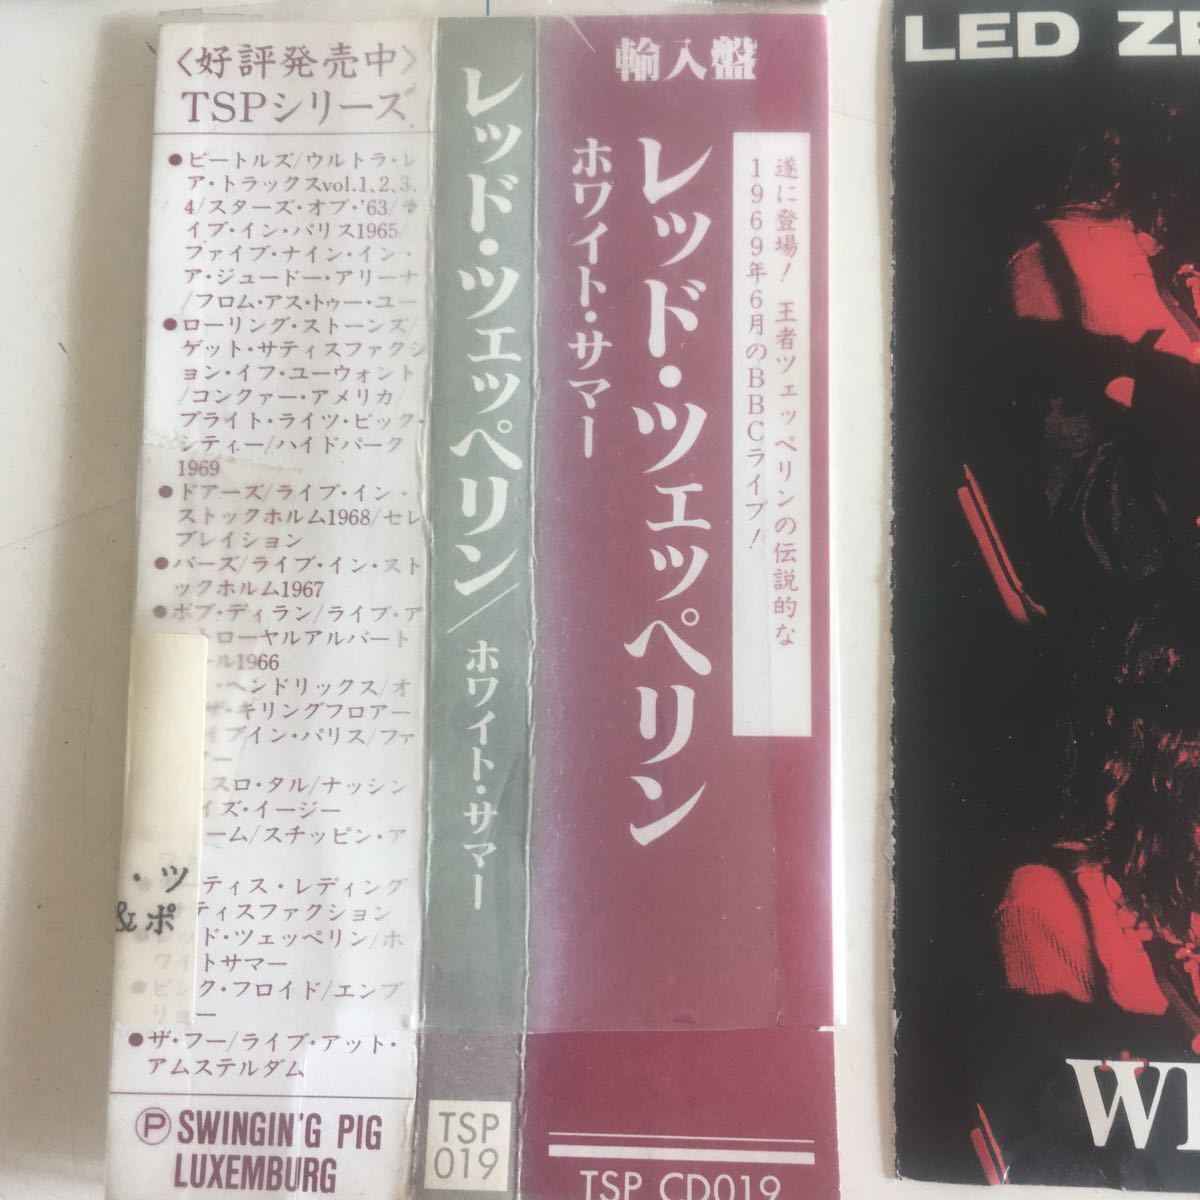 〈好評発売中〉
TSPシリーズ
●ビートルズ/ウルトラ・レ
ア・トラックスvol.1、2、3、
4/スターズ・オブ・'63/ラ
イブ・イン・パリス1965/
ファイブ・ナイン・イン・
ア・ジュードー・アリーナ
/フロム・アス・トゥー・ユー
●ローリング・ストーンズ/
ゲット・サティスファクシ
ョン・イフ・ユーウォント
/コンクァー・アメリカ/
ブライト・ライツ・ビック・
シティー/ハイドパーク
1969
●ドアーズ/ライブ・イン・
ストックホルム1968/セレ
ブレイション
●バーズ/ライブ・イン・スト
ックホルム1967
●ボブ・ディラン/ライブ・ア
ローヤルアルバート
ール1966
・ヘンドリックス/オ
ザ・キリングフロアー
イブイン・パリス/ファ
ー
スロ・タル/ナッシン
イズ・イージー
ーム/スチッピン・ア
ーティス・レディング
ティスファクション
ッド・ツェッペリン/ホ
ワイトサマー
●ピンク・フロイド/エンブ
リョー
●ザ・フー/ライブ・アット・
アムステルダム
・ツ
&ポ
Ⓟ SWINGIN'G PIG
LUXEMBURG
レッド・ツェッペリン/ホワイト・サマー
TSP
019
輸入盤
遂に登場！王者ツェッペリンの伝説的な
1969年6月のBBCライブ！
レッド・ツェッペリン
ホワイト・サマー
TSP CD019
LED ZE